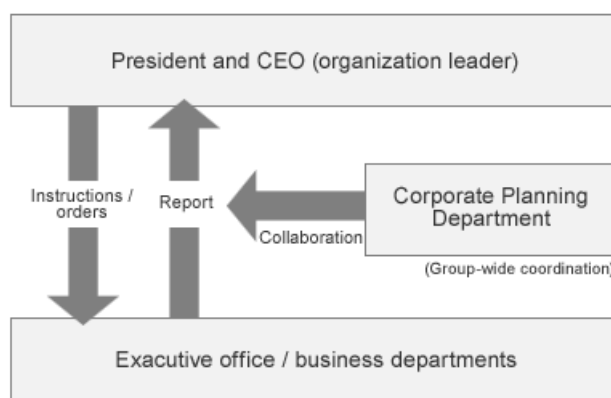 President and CEO (organization leader)
Instructions /
orders
Report
Collaboration
Corporate Planning
Department
(Group-wide coordination)
Exacutive office / business departments